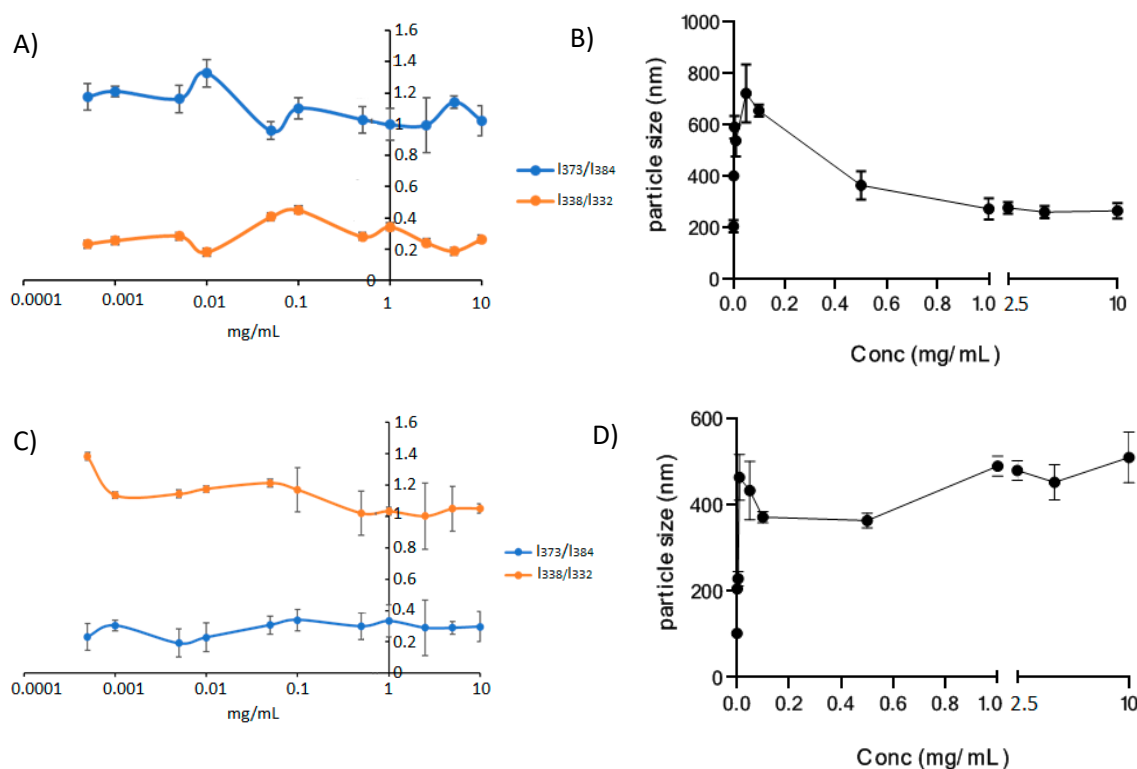 A)
1.6
1.4
1.2
1
0.8
0.6
0.4
0.2
0
0.0001 0.001 0.01 0.1 1 10
mg/mL
I373/I384
I338/I332
B)
particle size (nm)
1000
800
600
400
200
0
0.0 0.2 0.4 0.6 0.8 1.0 2.5 10
Conc (mg/mL)
C)
1.6
1.4
1.2
1
0.8
0.6
0.4
0.2
0
0.0001 0.001 0.01 0.1 1 10
mg/mL
I373/I384
I338/I332
D)
particle size (nm)
600
400
200
0
0.0 0.2 0.4 0.6 0.8 1.0 2.5 10
Conc (mg/mL)